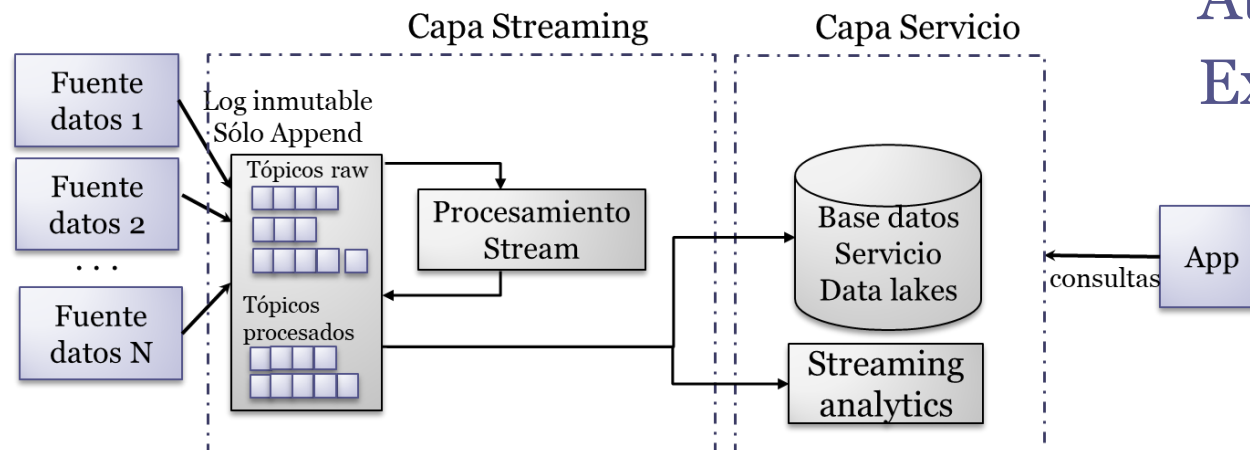 Capa Streaming
Capa Servicio
Fuente
datos 1
Fuente
datos 2
...
Fuente
datos N
Log inmutable
Sólo Append
Tópicos raw
Tópicos
procesados
Procesamiento
Stream
Base datos
Servicio
Data lakes
Streaming
analytics
consultas
App